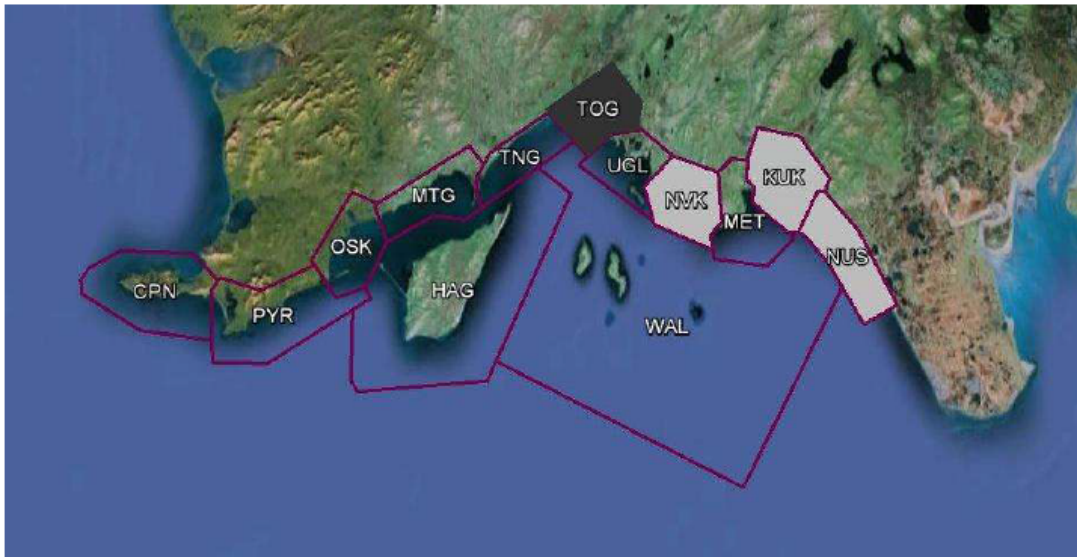 TOG
TNG
UGL
KUK
MTG
NVK
MET
OSK
NUS
CPN
PYR
HAG
WAL